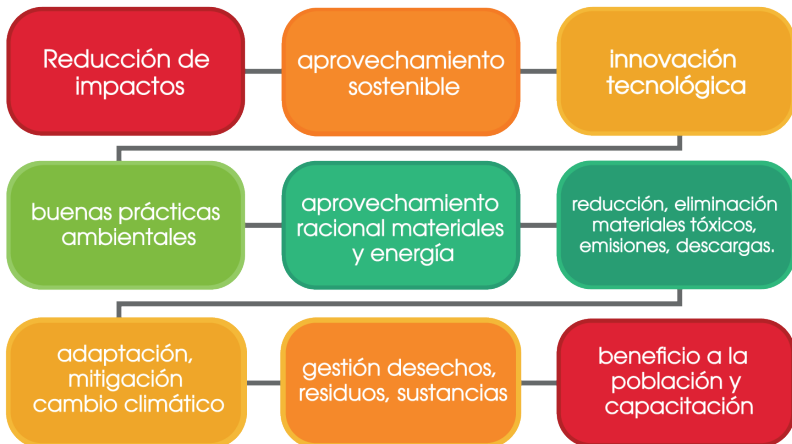 Reducción de
impactos
aprovechamiento
sostenible
innovación
tecnológica
buenas prácticas
ambientales
aprovechamiento
racional materiales
y energía
reducción, eliminación
materiales tóxicos,
emisiones, descargas.
adaptación,
mitigación
cambio climático
gestión desechos,
residuos, sustancias
beneficio a la
población y
capacitación